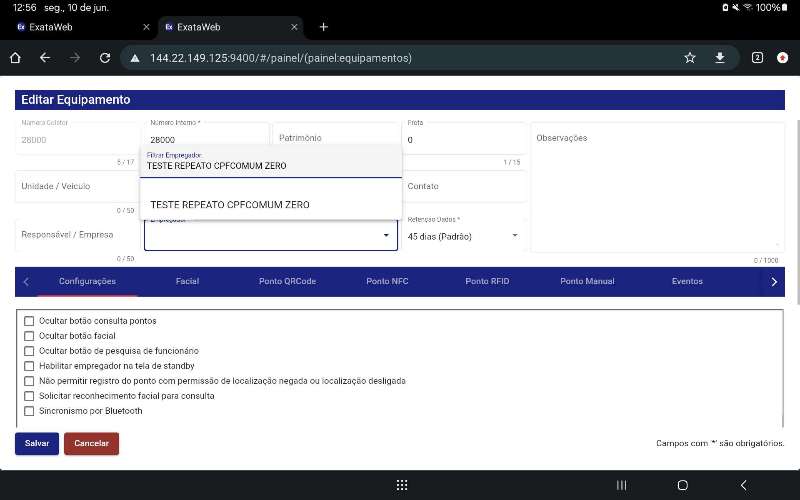 12:56 seg., 10 de jun. 100%
Ex ExataWeb
Ex ExataWeb
144.22.149.125:9400/#/painel/(painel:equipamentos) 2
Editar Equipamento
Número Coletor
28000
5 / 17
Número Interno *
28000
Patrimônio
Frota
0
1 / 15
Observações
0 / 1000
Filtrar Empregador
TESTE REPEATO CPFCOMUM ZERO
TESTE REPEATO CPFCOMUM ZERO
Unidade / Veículo
0 / 50
Contato
Responsável / Empresa
0 / 50
Empregador
Retenção Dados *
45 dias (Padrão)
Configurações Facial Ponto QRCode Ponto NFC Ponto RFID Ponto Manual Eventos
Ocultar botão consulta pontos
Ocultar botão facial
Ocultar botão de pesquisa de funcionário
Habilitar empregador na tela de standby
Não permitir registro do ponto com permissão de localização negada ou localização desligada
Solicitar reconhecimento facial para consulta
Sincronismo por Bluetooth
Salvar Cancelar Campos com '*' são obrigatórios.